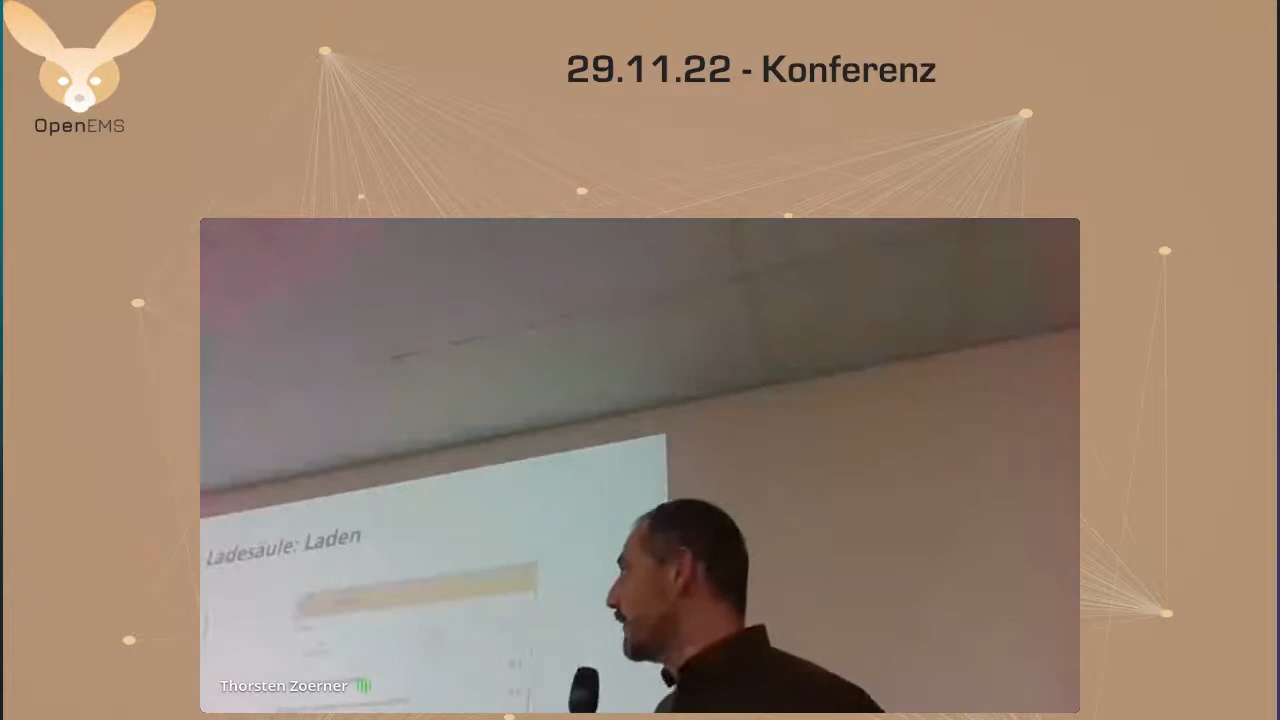 29.11.22 - Konferenz
OpenEMS
Ladesäule: Laden
Thorsten Zoerner